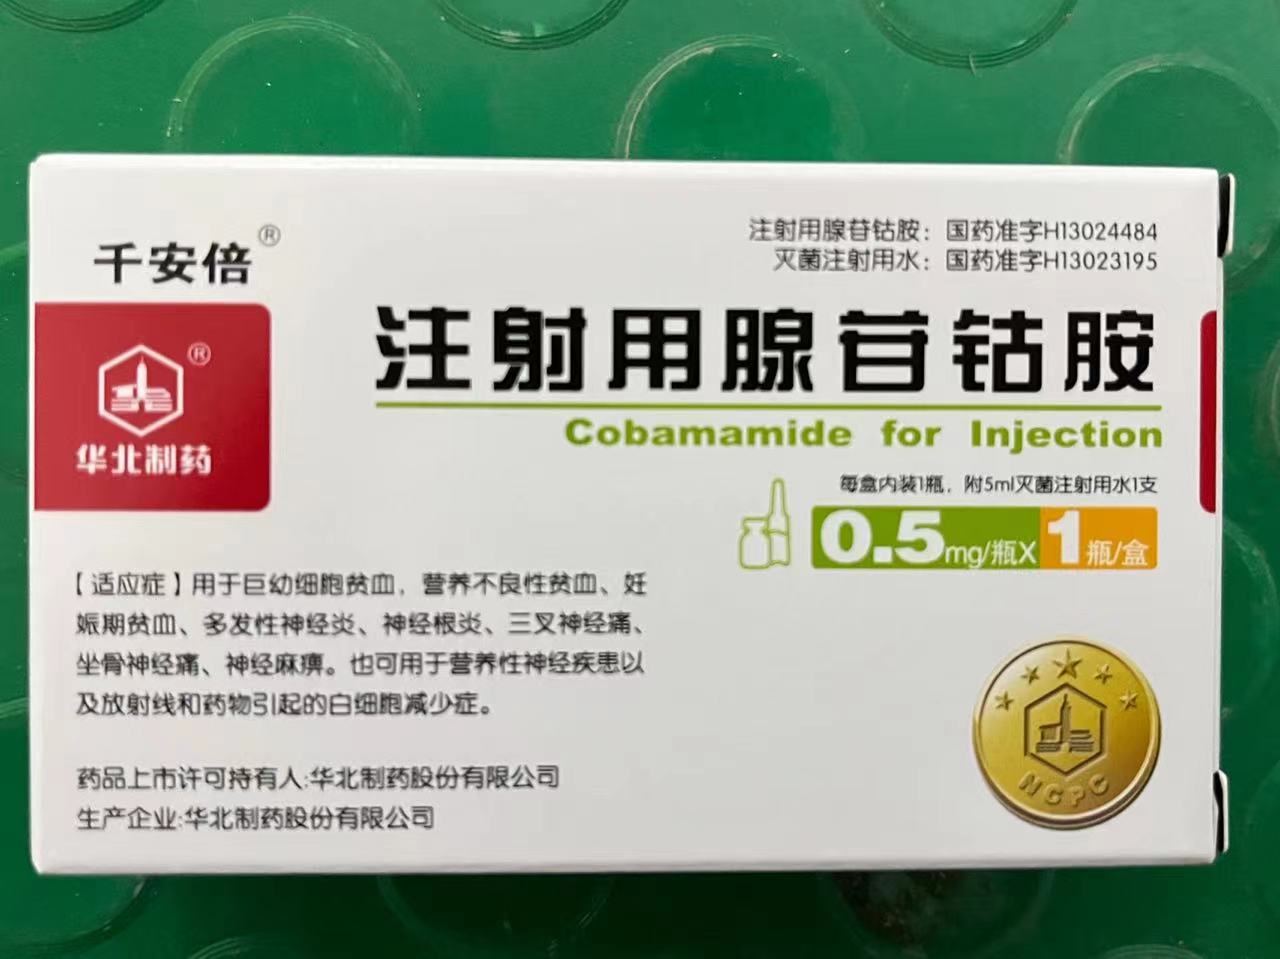 千安倍®
注射用腺苷钴胺：国药准字H13024484
灭菌注射用水：国药准字H13023195
®
华北制药
注射用腺苷钴胺
Cobamamide for Injection
每盒内装1瓶，附5ml灭菌注射用水1支
0.5mg/瓶X1瓶/盒
【适应症】用于巨幼细胞贫血，营养不良性贫血、妊
娠期贫血、多发性神经炎、神经根炎、三叉神经痛、
坐骨神经痛、神经麻痹。也可用于营养性神经疾患以
及放射线和药物引起的白细胞减少症。
药品上市许可持有人:华北制药股份有限公司
生产企业:华北制药股份有限公司
NCPC